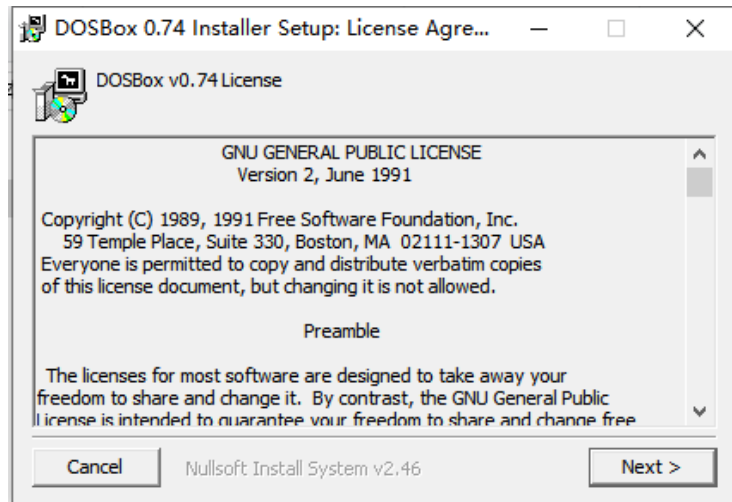 DOSBox 0.74 Installer Setup: License Agre...
DOSBox v0.74 License
GNU GENERAL PUBLIC LICENSE
Version 2, June 1991
Copyright (C) 1989, 1991 Free Software Foundation, Inc.
59 Temple Place, Suite 330, Boston, MA 02111-1307 USA
Everyone is permitted to copy and distribute verbatim copies
of this license document, but changing it is not allowed.
Preamble
The licenses for most software are designed to take away your
freedom to share and change it. By contrast, the GNU General Public
License is intended to guarantee your freedom to share and change free
Cancel
Nullsoft Install System v2.46
Next >